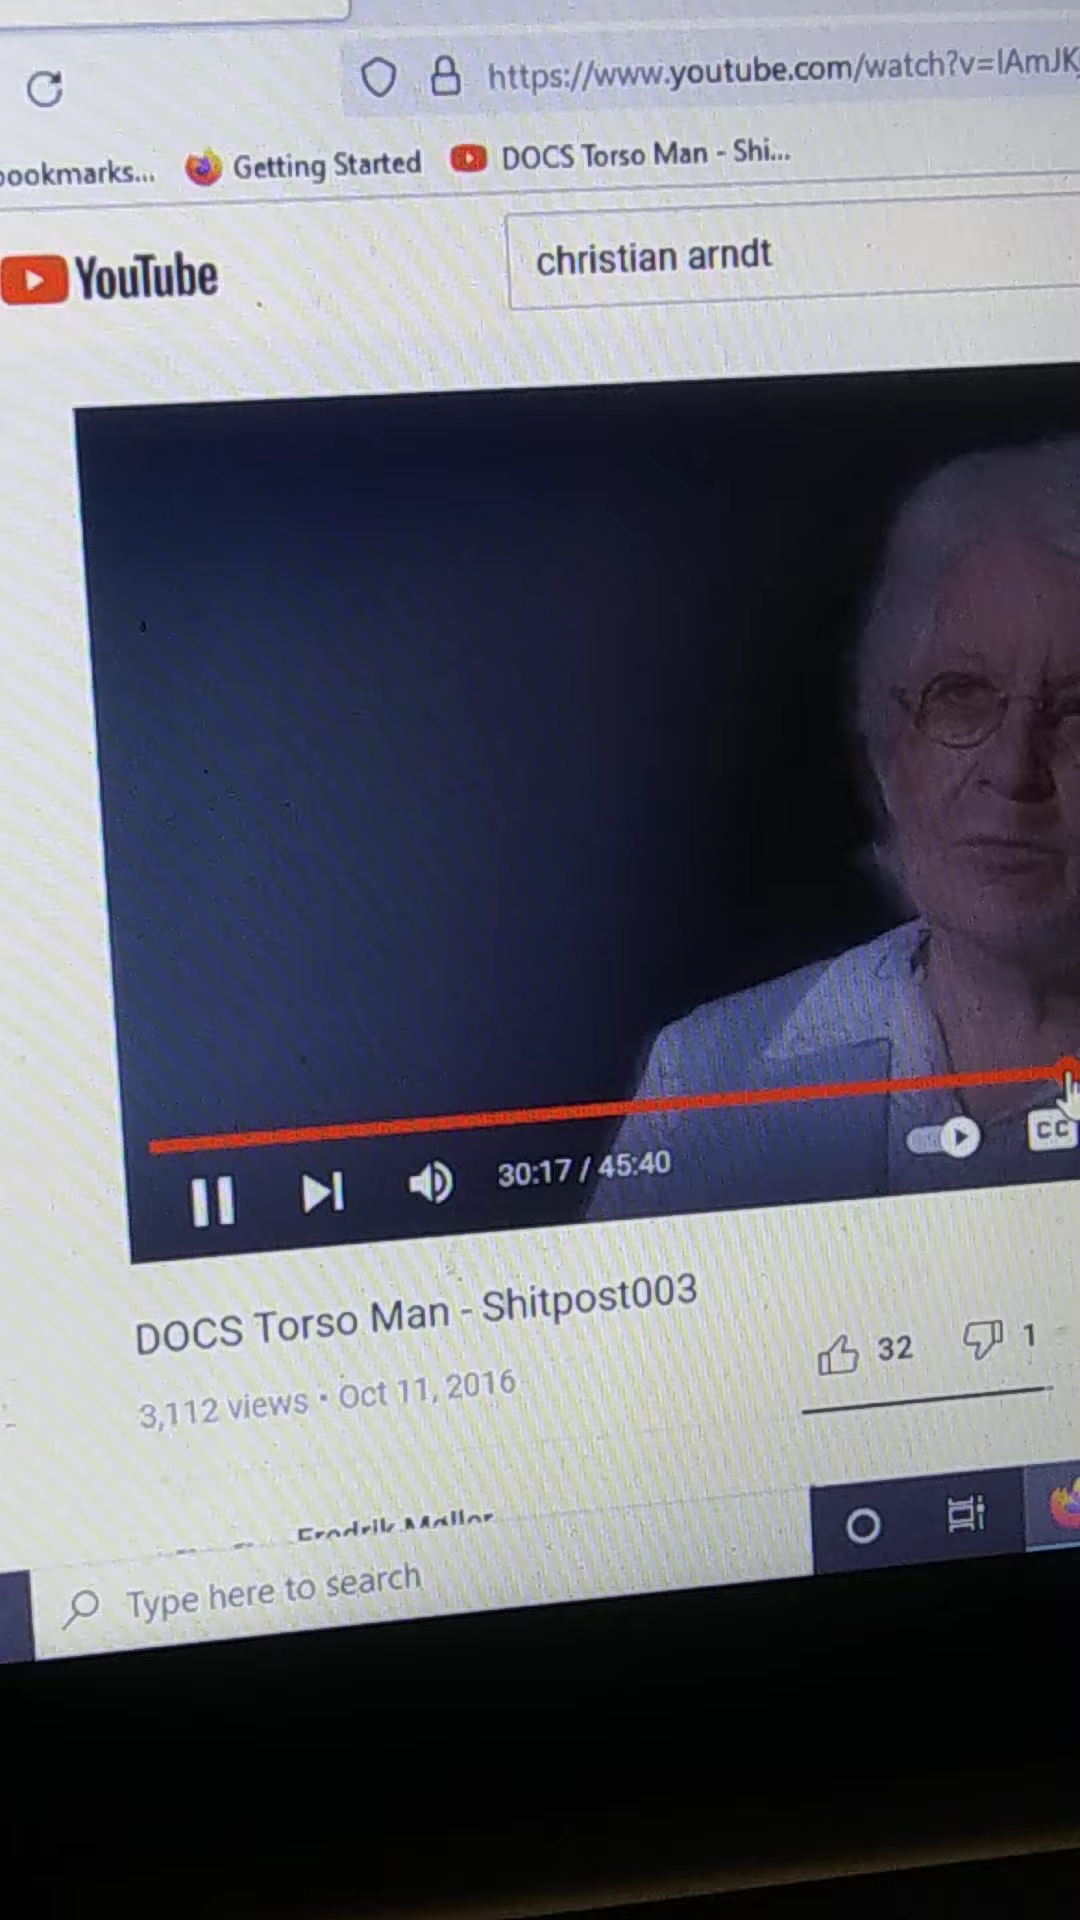 https://www.youtube.com/watch?v=IAmJK
bookmarks...
Getting Started
DOCS Torso Man - Shi...
YouTube
christian arndt
30:17 / 45:40
CC
DOCS Torso Man - Shitpost003
3,112 views • Oct 11, 2016
32
1
Type here to search